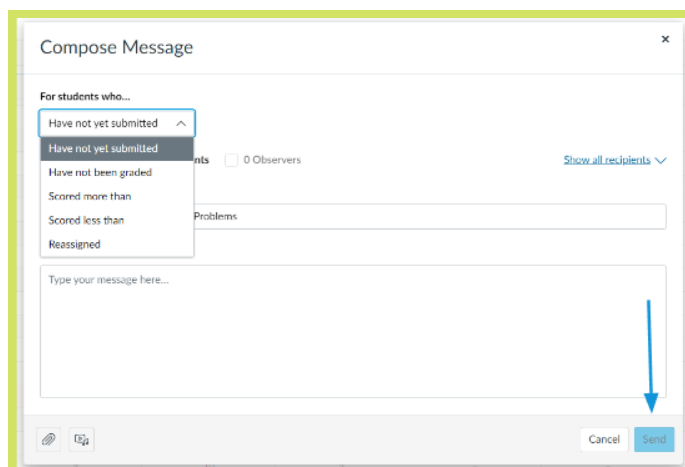 Compose Message
×
For students who...
Have not yet submitted
Have not yet submitted
Have not been graded
Scored more than
Scored less than
Reassigned
nts 0 Observers Show all recipients
Problems
Type your message here...
Cancel Send